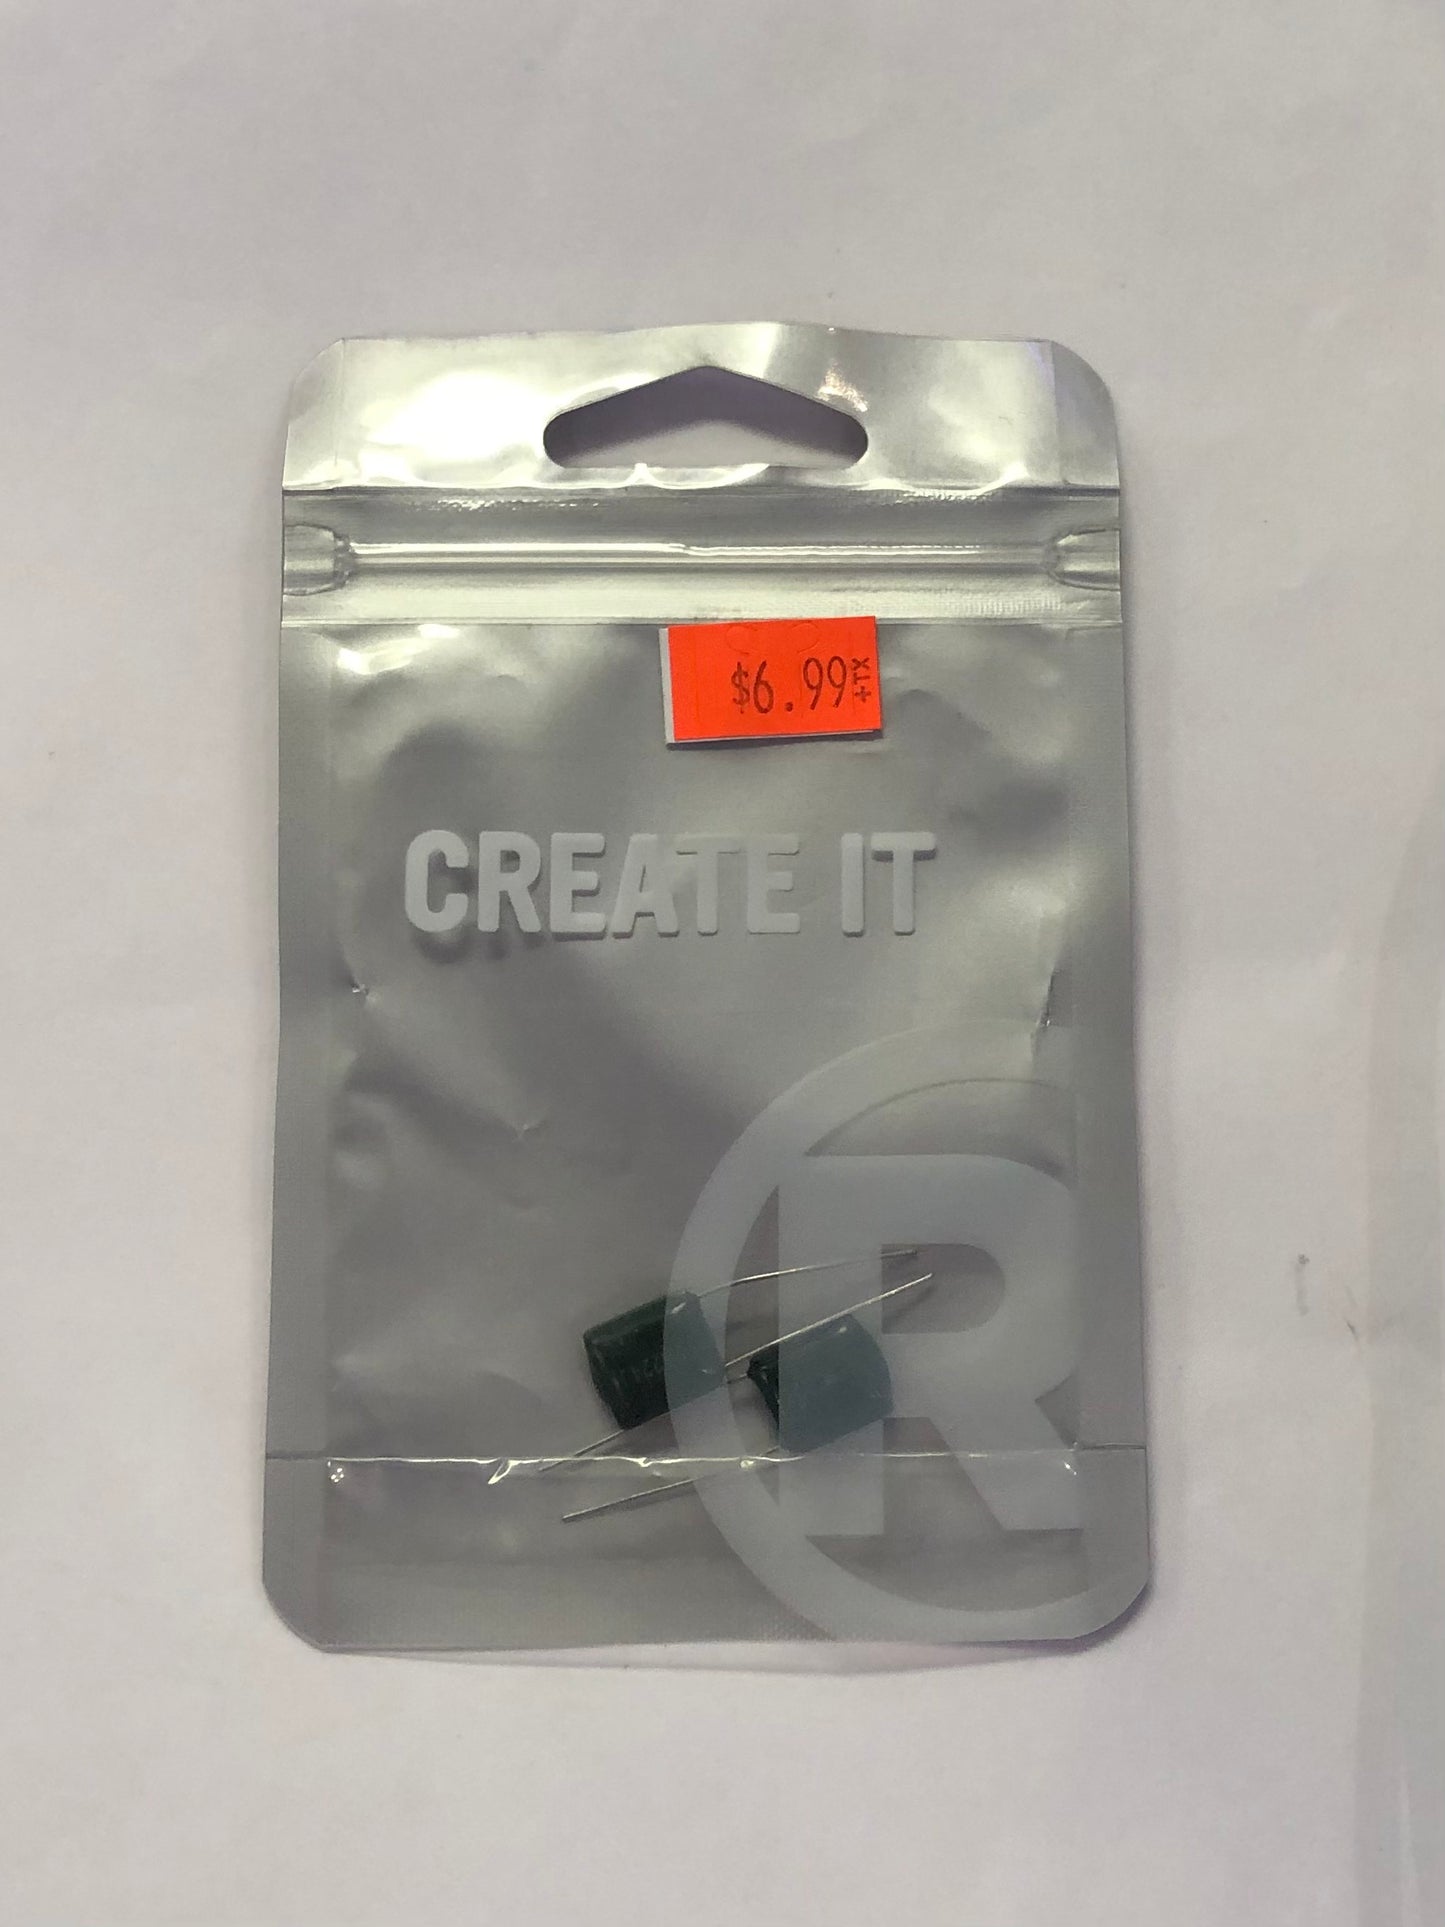 $6.99 +TX
CREATE IT
R